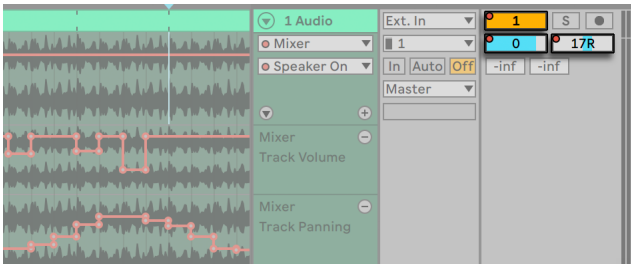 1 Audio Ext. In 1 S
Mixer 1 0 17R
Speaker On In Auto Off -inf -inf
Master
Mixer
Track Volume
Mixer
Track Panning